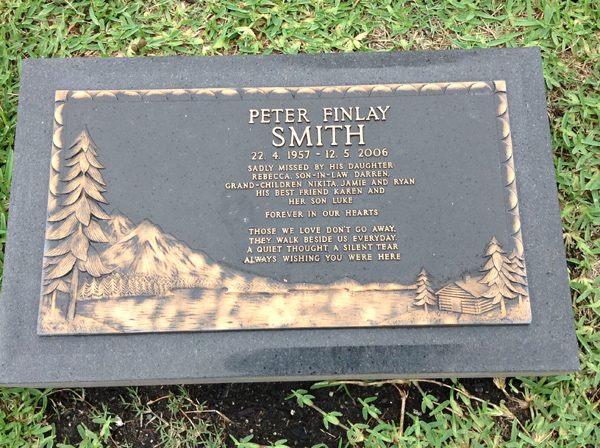 PETER FINLAY
SMITH
22. 4. 1957 - 12. 5. 2006
SADLY MISSED BY HIS DAUGHTER
REBECCA, SON-IN-LAW DARREN,
GRAND-CHILDREN NIKITA, JAMIE AND RYAN
HIS BEST FRIEND KAREN AND
HER SON LUKE
FOREVER IN OUR HEARTS
THOSE WE LOVE DON'T GO AWAY,
THEY WALK BESIDE US EVERYDAY
A QUIET THOUGHT, A SILENT TEAR
ALWAYS WISHING YOU WERE HERE